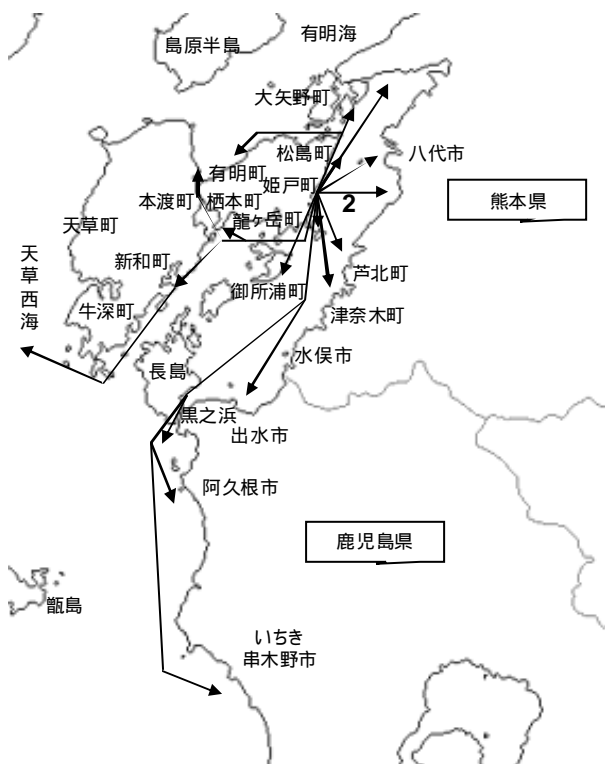 有明海
島原半島
大矢野町
松島町
八代市
有明町
姫戸町
熊本県
本渡町
栖本町
2
龍ヶ岳町
天草町
天草西海
新和町
芦北町
御所浦町
牛深町
津奈木町
水俣市
長島
黒之浜
出水市
阿久根市
鹿児島県
甑島
いちき
串木野市